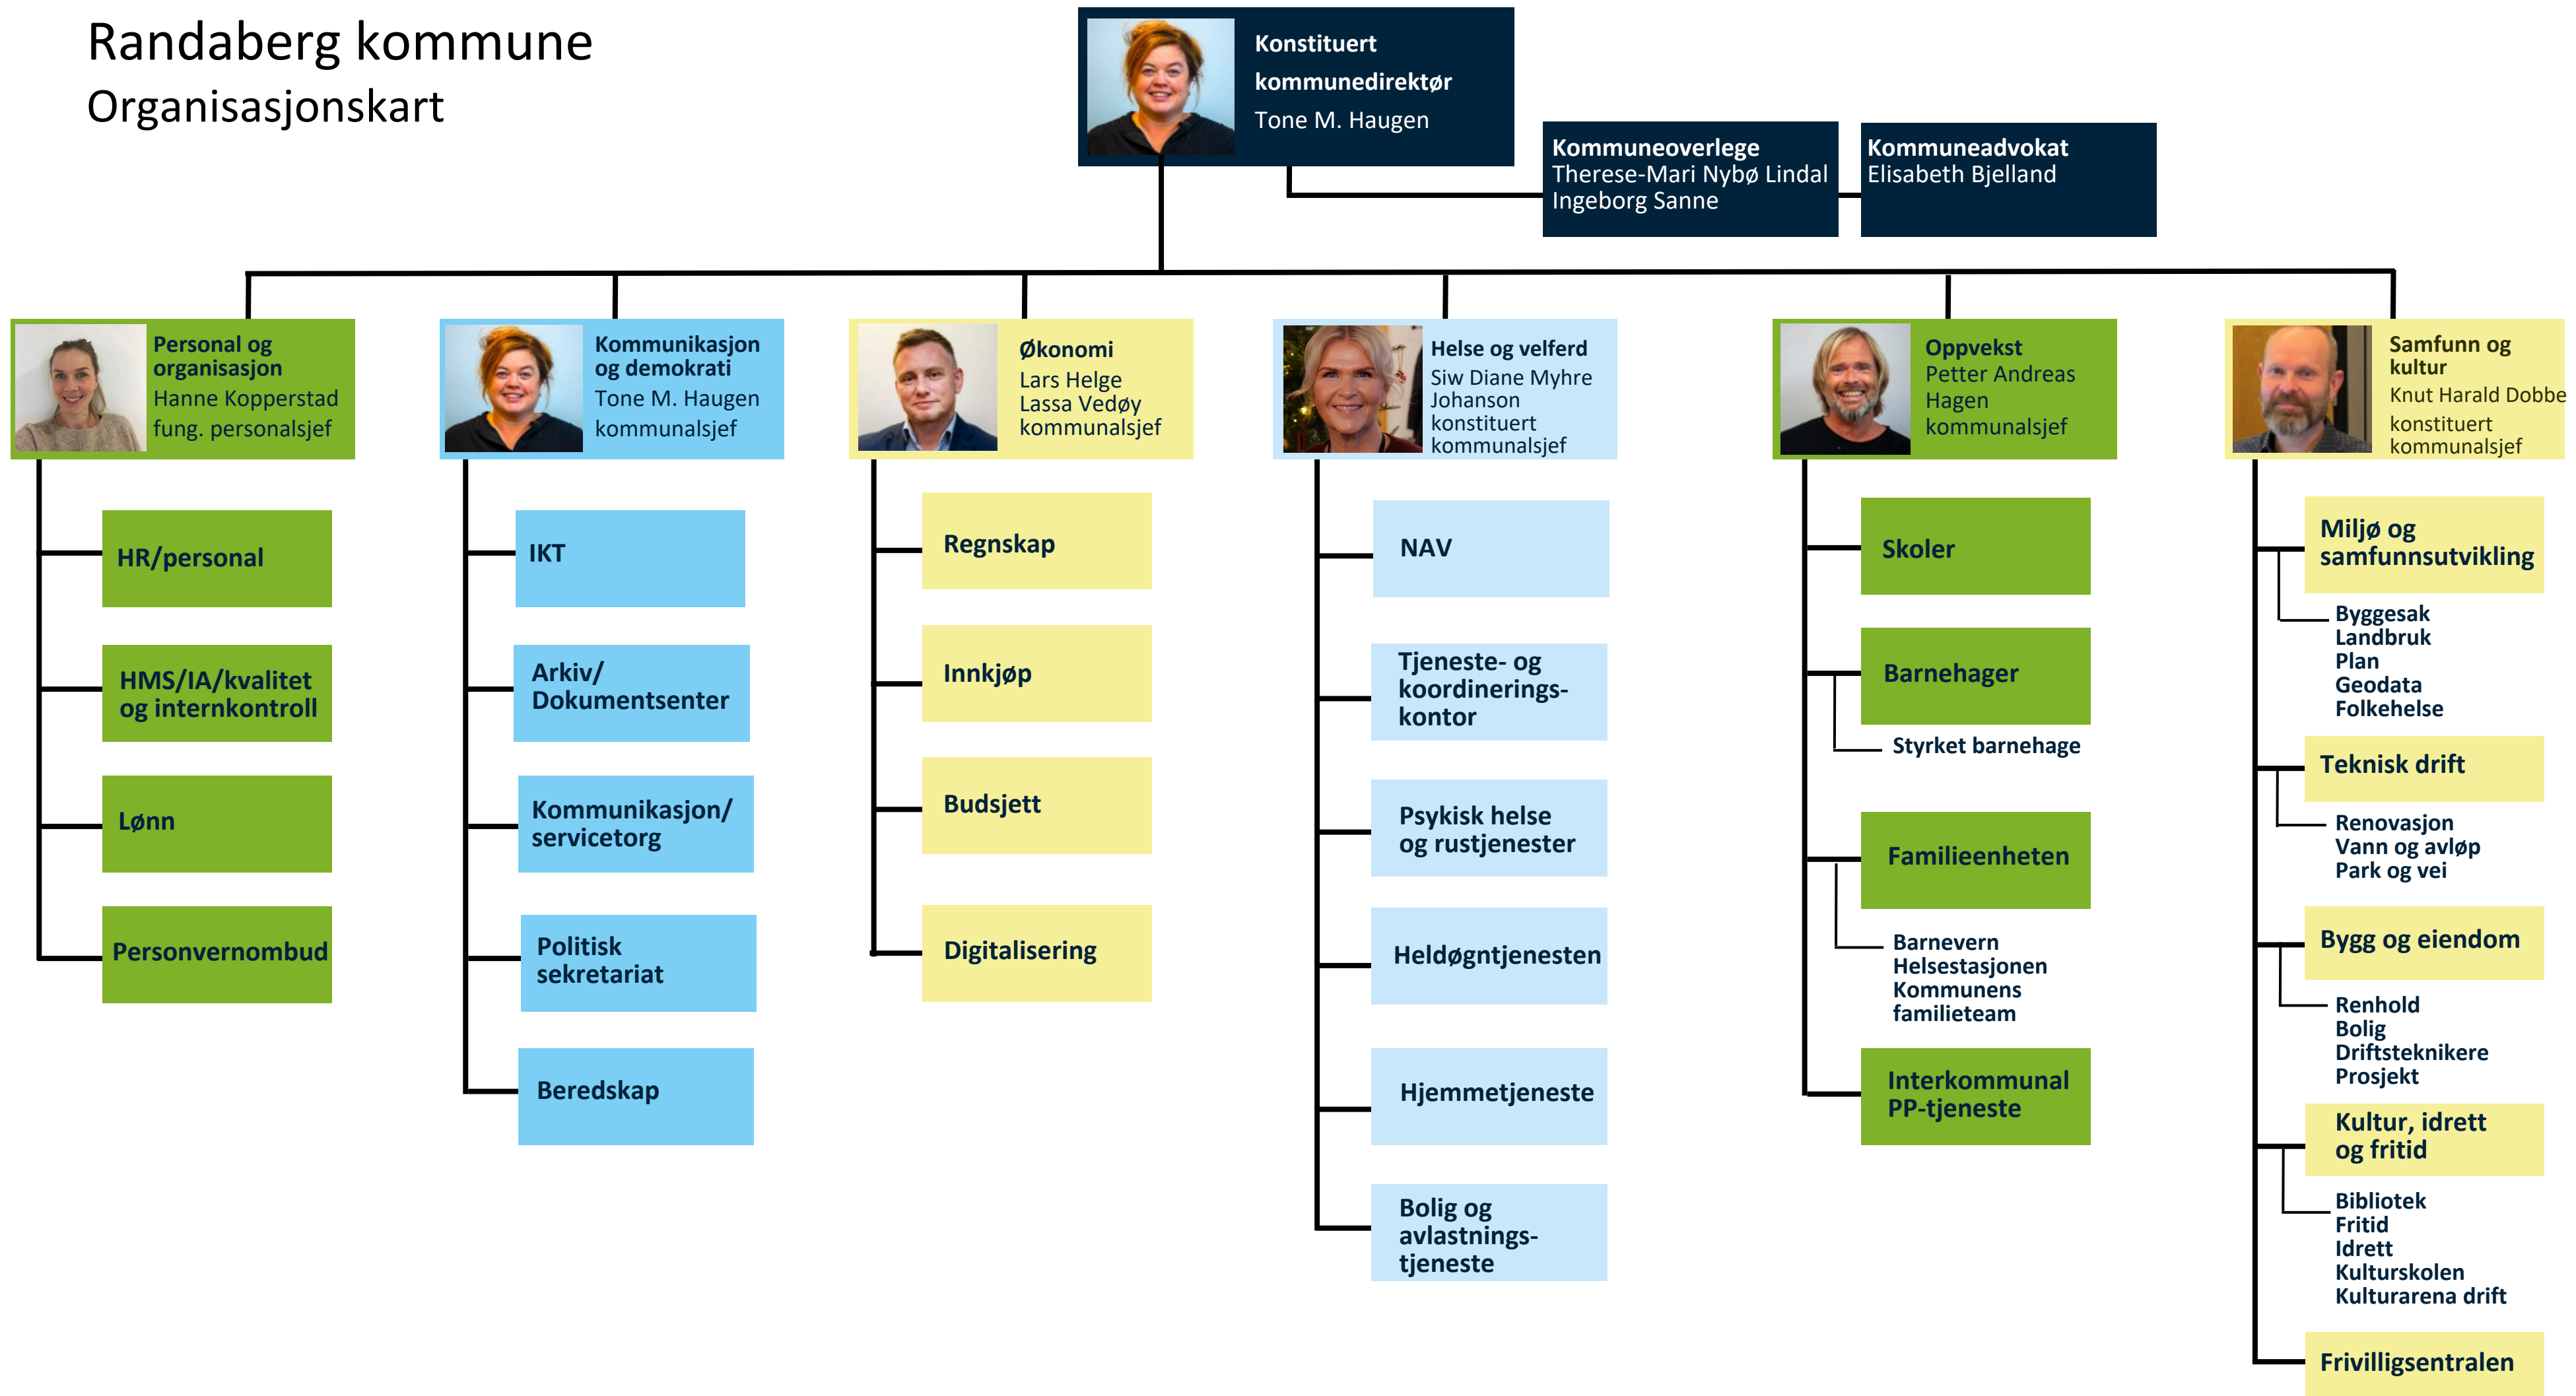 Randaberg kommune
Organisasjonskart
Konstituert
kommunedirektør
Tone M. Haugen
Kommuneoverlege
Therese-Mari Nybø Lindal
Ingeborg Sanne
Kommuneadvokat
Elisabeth Bjelland
Personal og
organisasjon
Hanne Kopperstad
fung. personalsjef
HR/personal
HMS/IA/kvalitet
og internkontroll
Lønn
Personvernombud
Kommunikasjon
og demokrati
Tone M. Haugen
kommunalsjef
IKT
Arkiv/
Dokumentsenter
Kommunikasjon/
servicetorg
Politisk
sekretariat
Beredskap
Økonomi
Lars Helge
Lassa Vedøy
kommunalsjef
Regnskap
Innkjøp
Budsjett
Digitalisering
Helse og velferd
Siw Diane Myhre
Johanson
konstituert
kommunalsjef
NAV
Tjeneste- og
koordinerings-
kontor
Psykisk helse
og rustjenester
Heldøgntjenesten
Hjemmetjeneste
Bolig og
avlastnings-
tjeneste
Oppvekst
Petter Andreas
Hagen
kommunalsjef
Skoler
Barnehager
Styrket barnehage
Familieenheten
Barnevern
Helsestasjonen
Kommunens
familieteam
Interkommunal
PP-tjeneste
Samfunn og
kultur
Knut Harald Dobbe
konstituert
kommunalsjef
Miljø og
samfunnsutvikling
Byggesak
Landbruk
Plan
Geodata
Folkehelse
Teknisk drift
Renovasjon
Vann og avløp
Park og vei
Bygg og eiendom
Renhold
Bolig
Driftsteknikere
Prosjekt
Kultur, idrett
og fritid
Bibliotek
Fritid
Idrett
Kulturskolen
Kulturarena drift
Frivilligsentralen